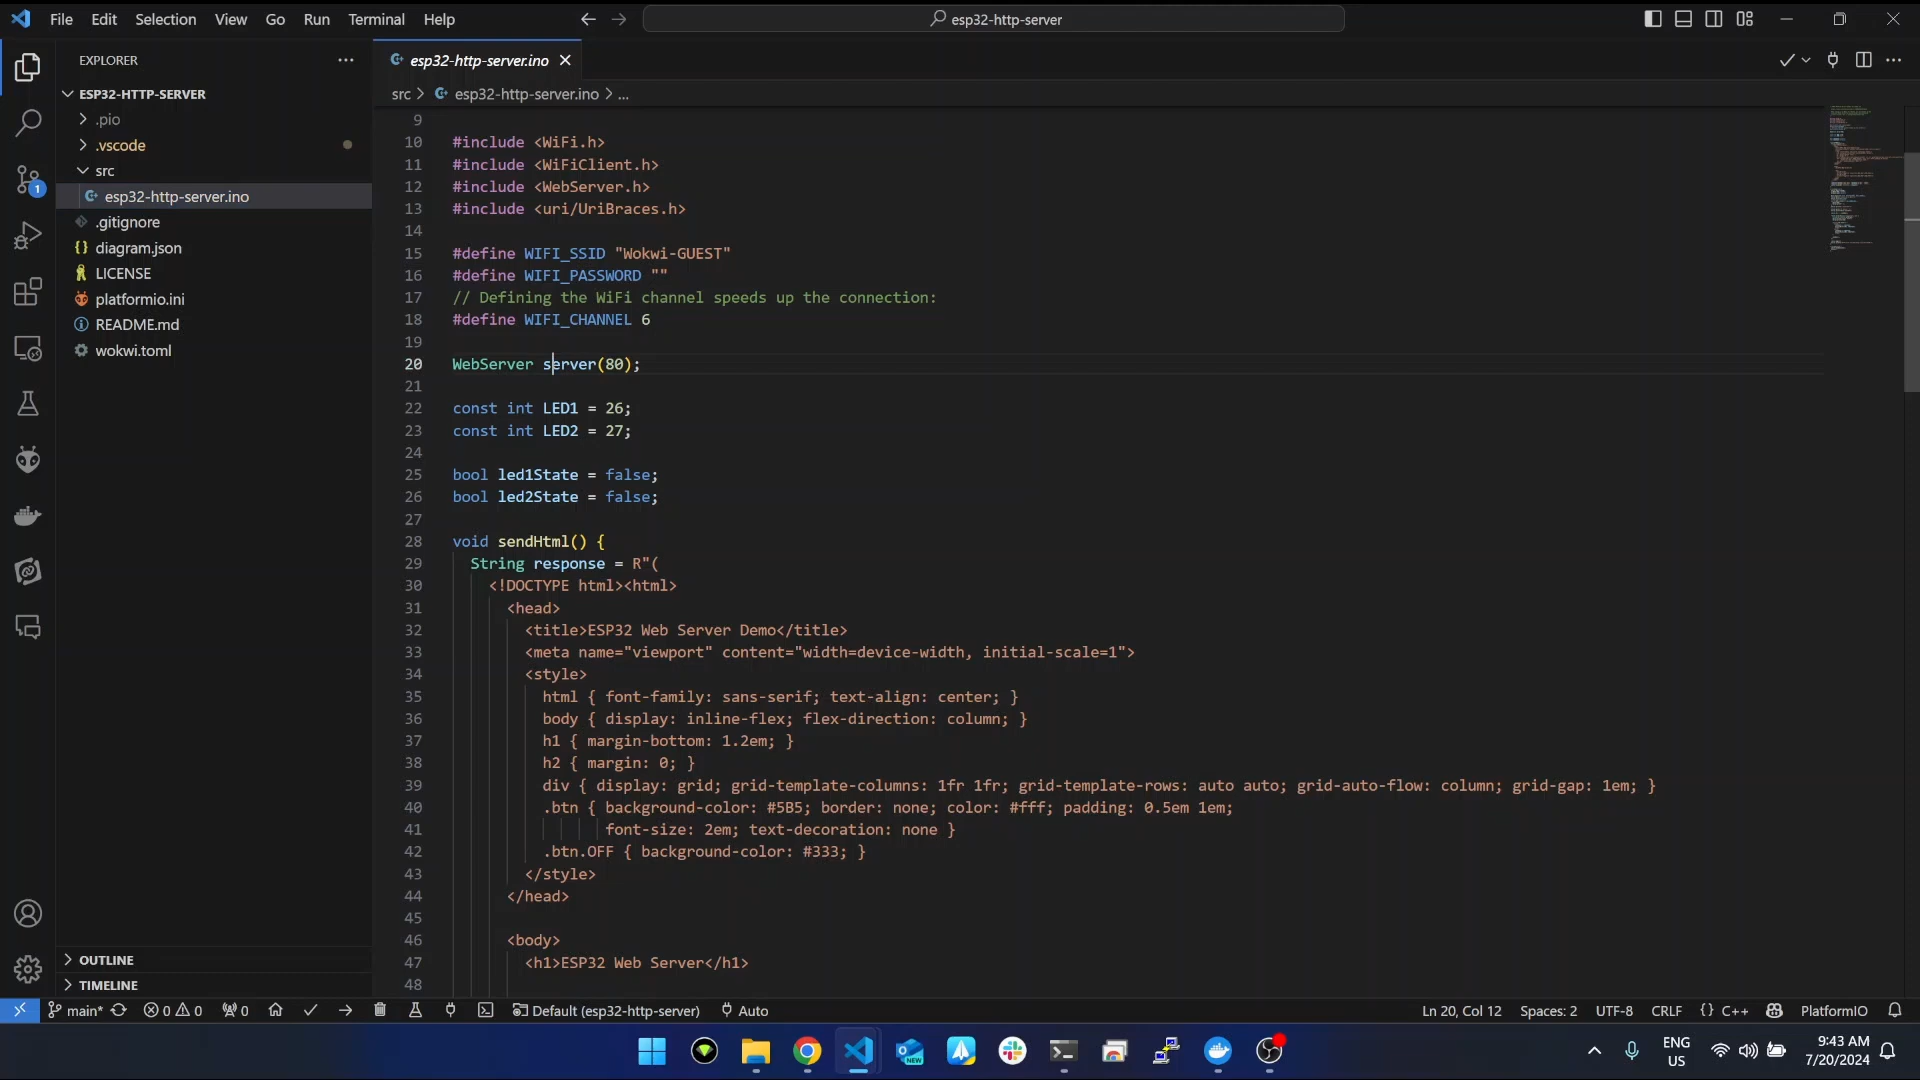 File Edit Selection View Go Run Terminal Help
esp32-http-server
EXPLORER
ESP32-HTTP-SERVER
.pio
.vscode
src
esp32-http-server.ino
.gitignore
diagram.json
LICENSE
platformio.ini
README.md
wokwi.toml
OUTLINE
TIMELINE
1
esp32-http-server.ino
src > esp32-http-server.ino > ...
9
10 #include <WiFi.h>
11 #include <WiFiClient.h>
12 #include <WebServer.h>
13 #include <uri/UriBraces.h>
14
15 #define WIFI_SSID "Wokwi-GUEST"
16 #define WIFI_PASSWORD ""
17 // Defining the WiFi channel speeds up the connection:
18 #define WIFI_CHANNEL 6
19
20 WebServer server(80);
21
22 const int LED1 = 26;
23 const int LED2 = 27;
24
25 bool led1State = false;
26 bool led2State = false;
27
28 void sendHtml() {
29 String response = R"(
30 <!DOCTYPE html><html>
31 <head>
32 <title>ESP32 Web Server Demo</title>
33 <meta name="viewport" content="width=device-width, initial-scale=1">
34 <style>
35 html { font-family: sans-serif; text-align: center; }
36 body { display: inline-flex; flex-direction: column; }
37 h1 { margin-bottom: 1.2em; }
38 h2 { margin: 0; }
39 div { display: grid; grid-template-columns: 1fr 1fr; grid-template-rows: auto auto; grid-auto-flow: column; grid-gap: 1em; }
40 .btn { background-color: #5B5; border: none; color: #fff; padding: 0.5em 1em;
41 font-size: 2em; text-decoration: none }
42 .btn.OFF { background-color: #333; }
43 </style>
44 </head>
45
46 <body>
47 <h1>ESP32 Web Server</h1>
48
main* 0 0 0 Default (esp32-http-server) Auto Ln 20, Col 12 Spaces: 2 UTF-8 CRLF {} C++ PlatformIO
NEW
ENG
US
9:43 AM
7/20/2024